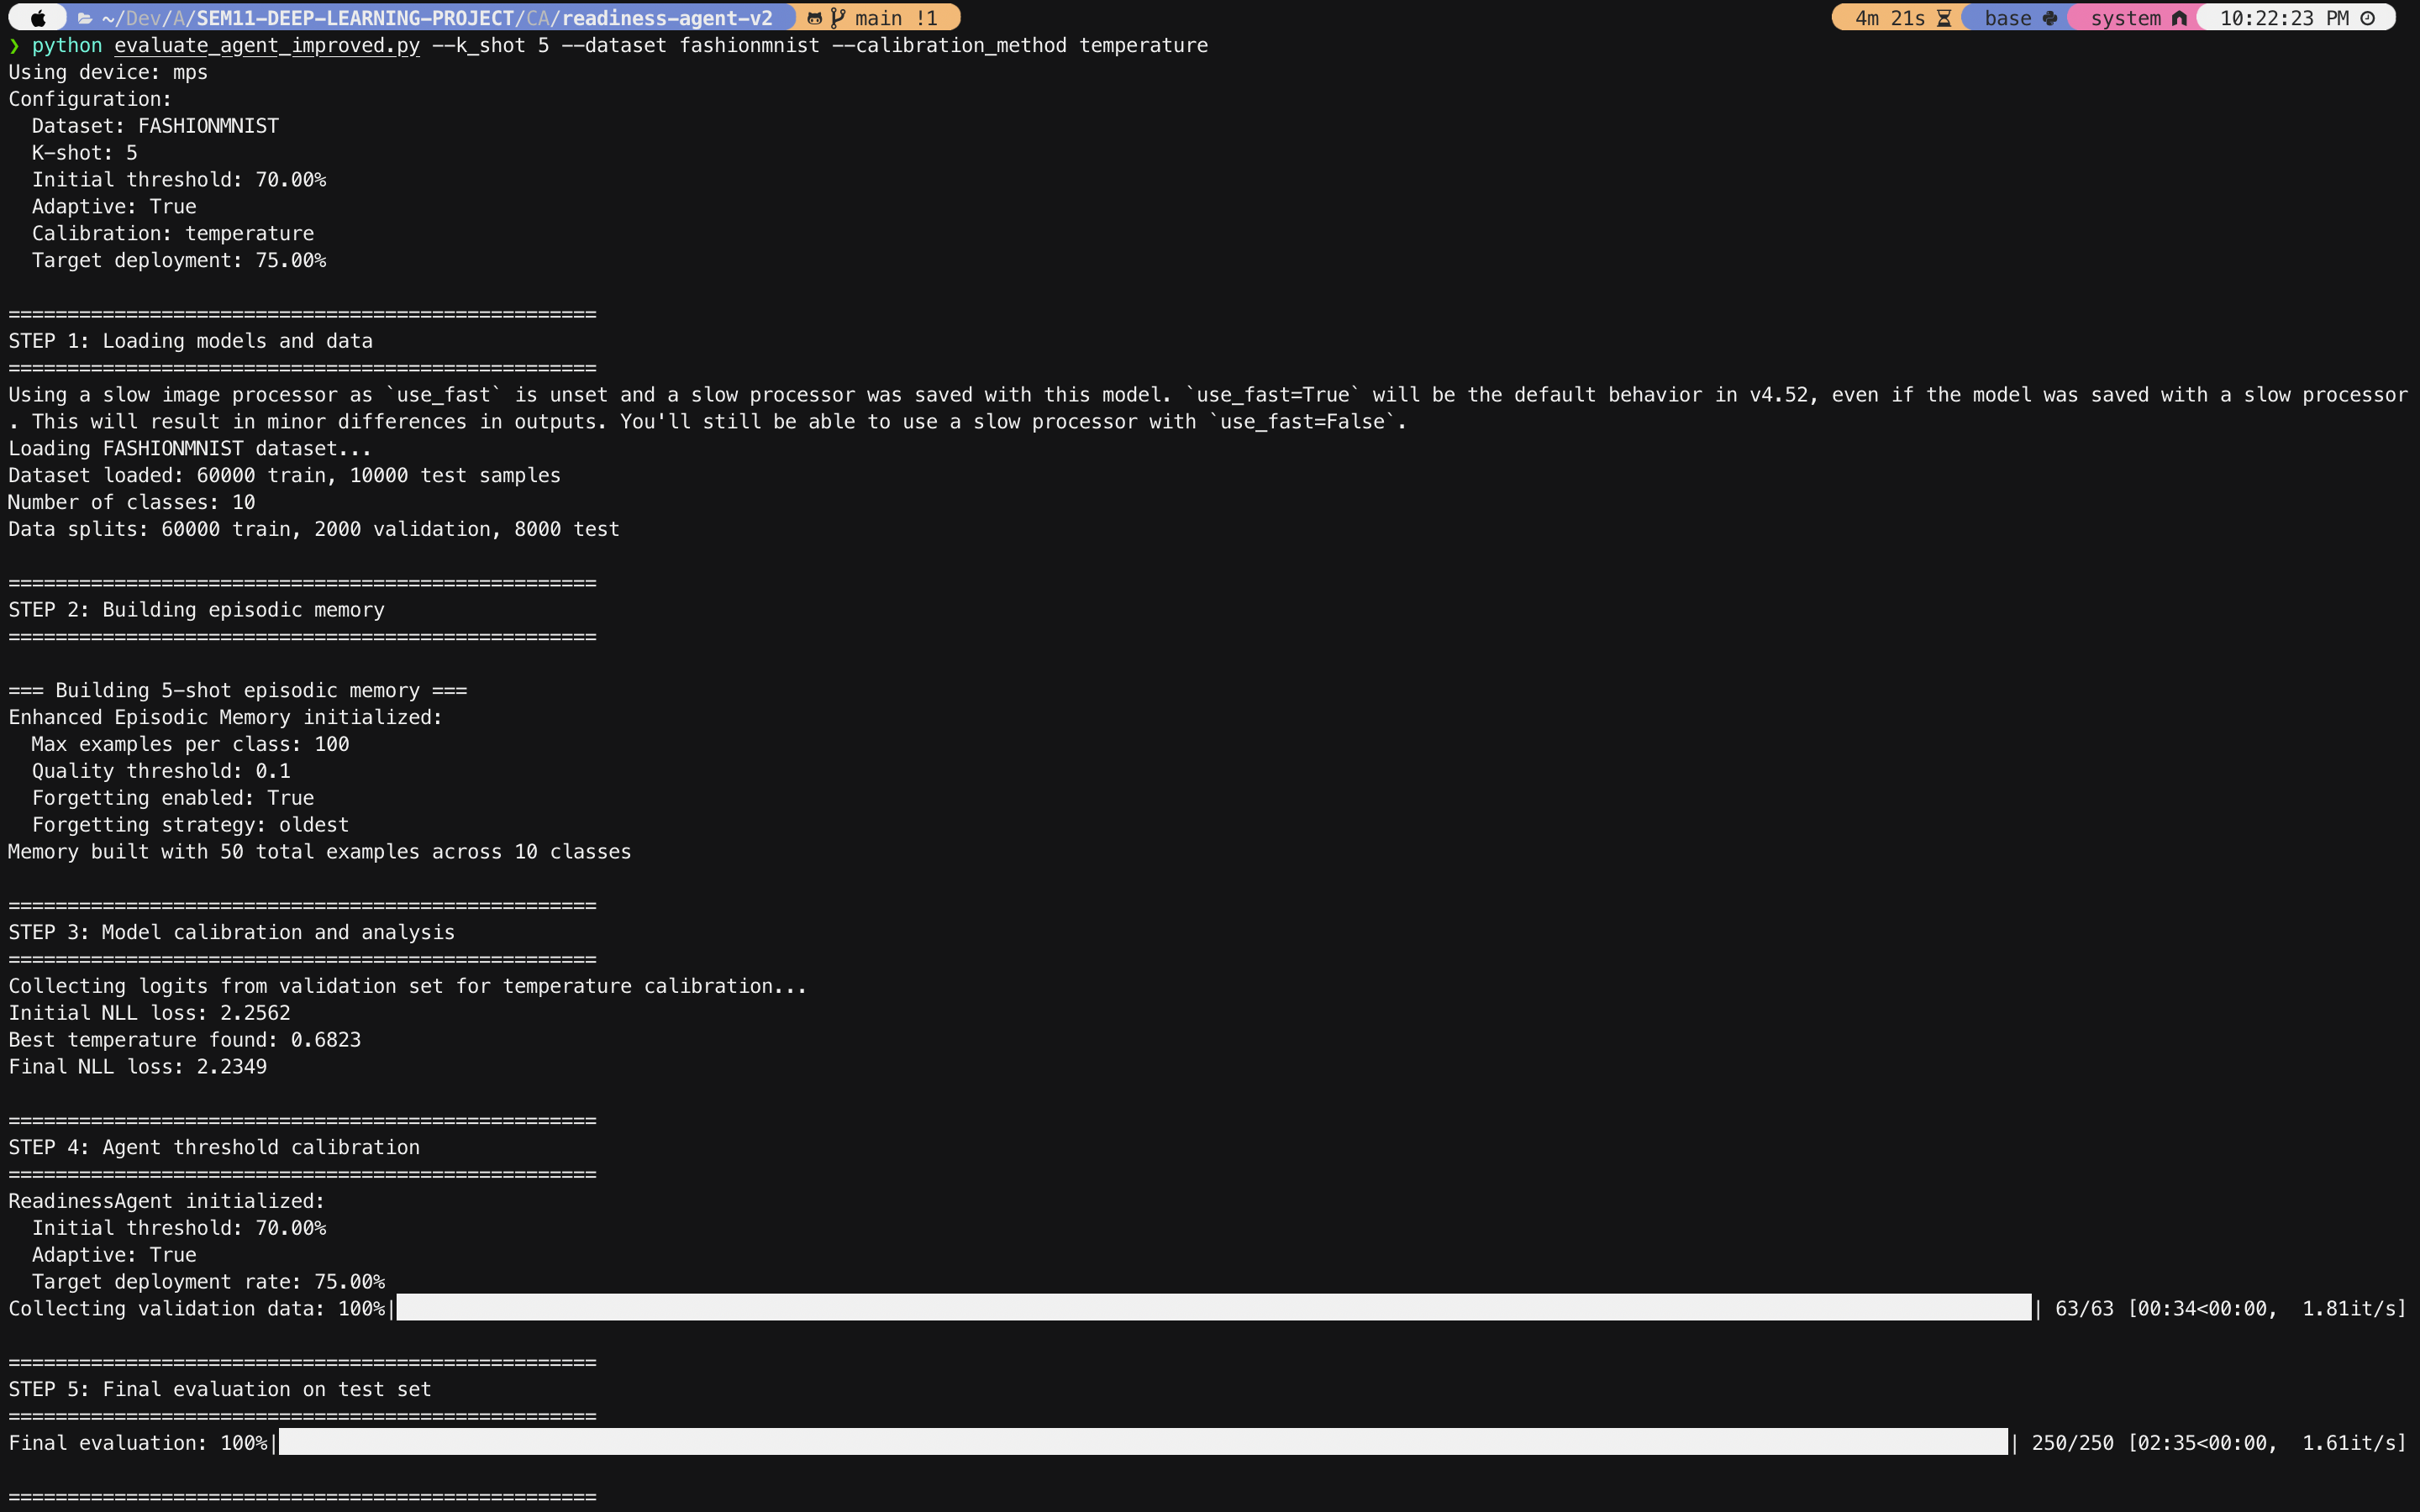 ~/Dev/A/SEM11-DEEP-LEARNING-PROJECT/CA/readiness-agent-v2 main !1 4m 21s base system 10:22:23 PM
❯ python evaluate_agent_improved.py --k_shot 5 --dataset fashionmnist --calibration_method temperature
Using device: mps
Configuration:
  Dataset: FASHIONMNIST
  K-shot: 5
  Initial threshold: 70.00%
  Adaptive: True
  Calibration: temperature
  Target deployment: 75.00%

==================================================
STEP 1: Loading models and data
==================================================
Using a slow image processor as `use_fast` is unset and a slow processor was saved with this model. `use_fast=True` will be the default behavior in v4.52, even if the model was saved with a slow processor
. This will result in minor differences in outputs. You'll still be able to use a slow processor with `use_fast=False`.
Loading FASHIONMNIST dataset...
Dataset loaded: 60000 train, 10000 test samples
Number of classes: 10
Data splits: 60000 train, 2000 validation, 8000 test

==================================================
STEP 2: Building episodic memory
==================================================

=== Building 5-shot episodic memory ===
Enhanced Episodic Memory initialized:
  Max examples per class: 100
  Quality threshold: 0.1
  Forgetting enabled: True
  Forgetting strategy: oldest
Memory built with 50 total examples across 10 classes

==================================================
STEP 3: Model calibration and analysis
==================================================
Collecting logits from validation set for temperature calibration...
Initial NLL loss: 2.2562
Best temperature found: 0.6823
Final NLL loss: 2.2349

==================================================
STEP 4: Agent threshold calibration
==================================================
ReadinessAgent initialized:
  Initial threshold: 70.00%
  Adaptive: True
  Target deployment rate: 75.00%
Collecting validation data: 100%| | 63/63 [00:34<00:00,  1.81it/s]

==================================================
STEP 5: Final evaluation on test set
==================================================
Final evaluation: 100%| | 250/250 [02:35<00:00,  1.61it/s]

==================================================